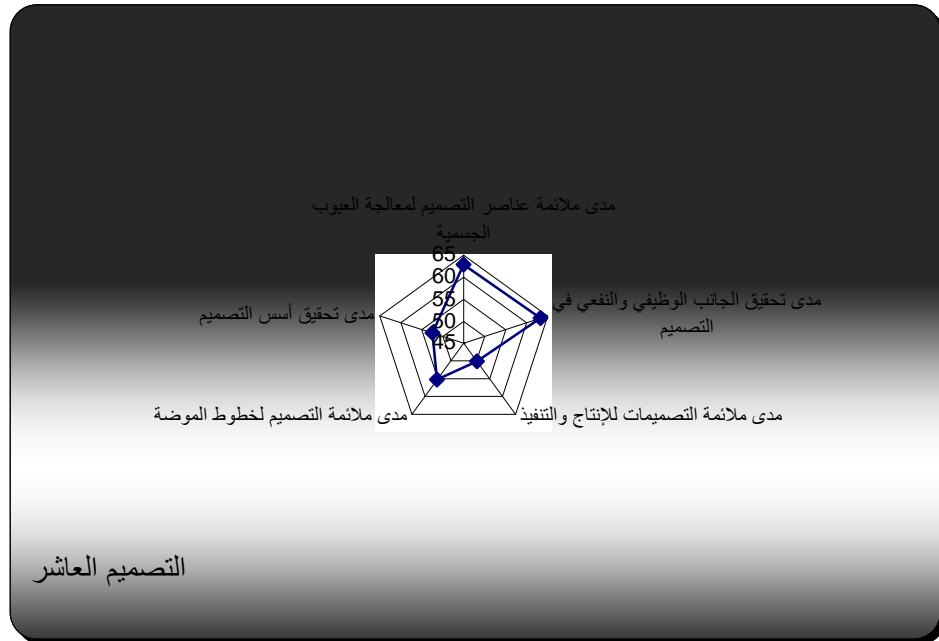 مدى ملائمة عناصر التصميم لمعالجة العيوب
الجسمية
65
60
55
50
45
مدى تحقيق الجانب الوظيفي والنفعي في
التصميم
مدى تحقيق أسس التصميم
مدى ملائمة التصميمات للإنتاج والتنفيذ
مدى ملائمة التصميم لخطوط الموضة
التصميم العاشر